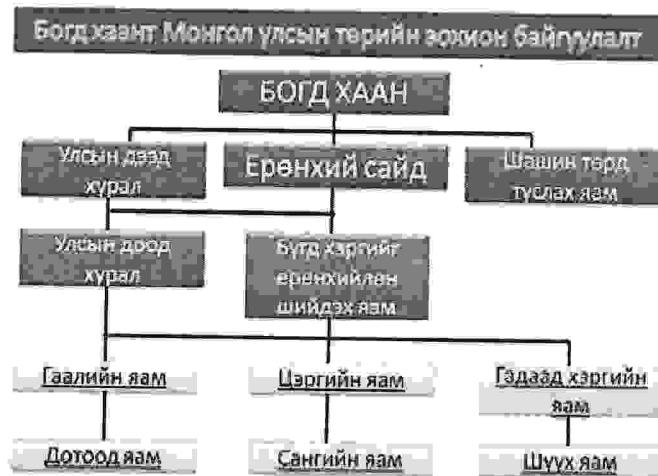 Богд хаант Монгол улсын төрийн зохион байгуулалт
БОГД ХААН
Улсын дээд
хурал
Ерөнхий сайд
Шашин төрд
туслах яам
Улсын доод
хурал
Бүгд хэргийг
ерөнхийлөн
шийдэх яам
Гаалийн яам
Цэргийн яам
Гадаад хэргийн
яам
Дотоод яам
Сангийн яам
Шүүх яам